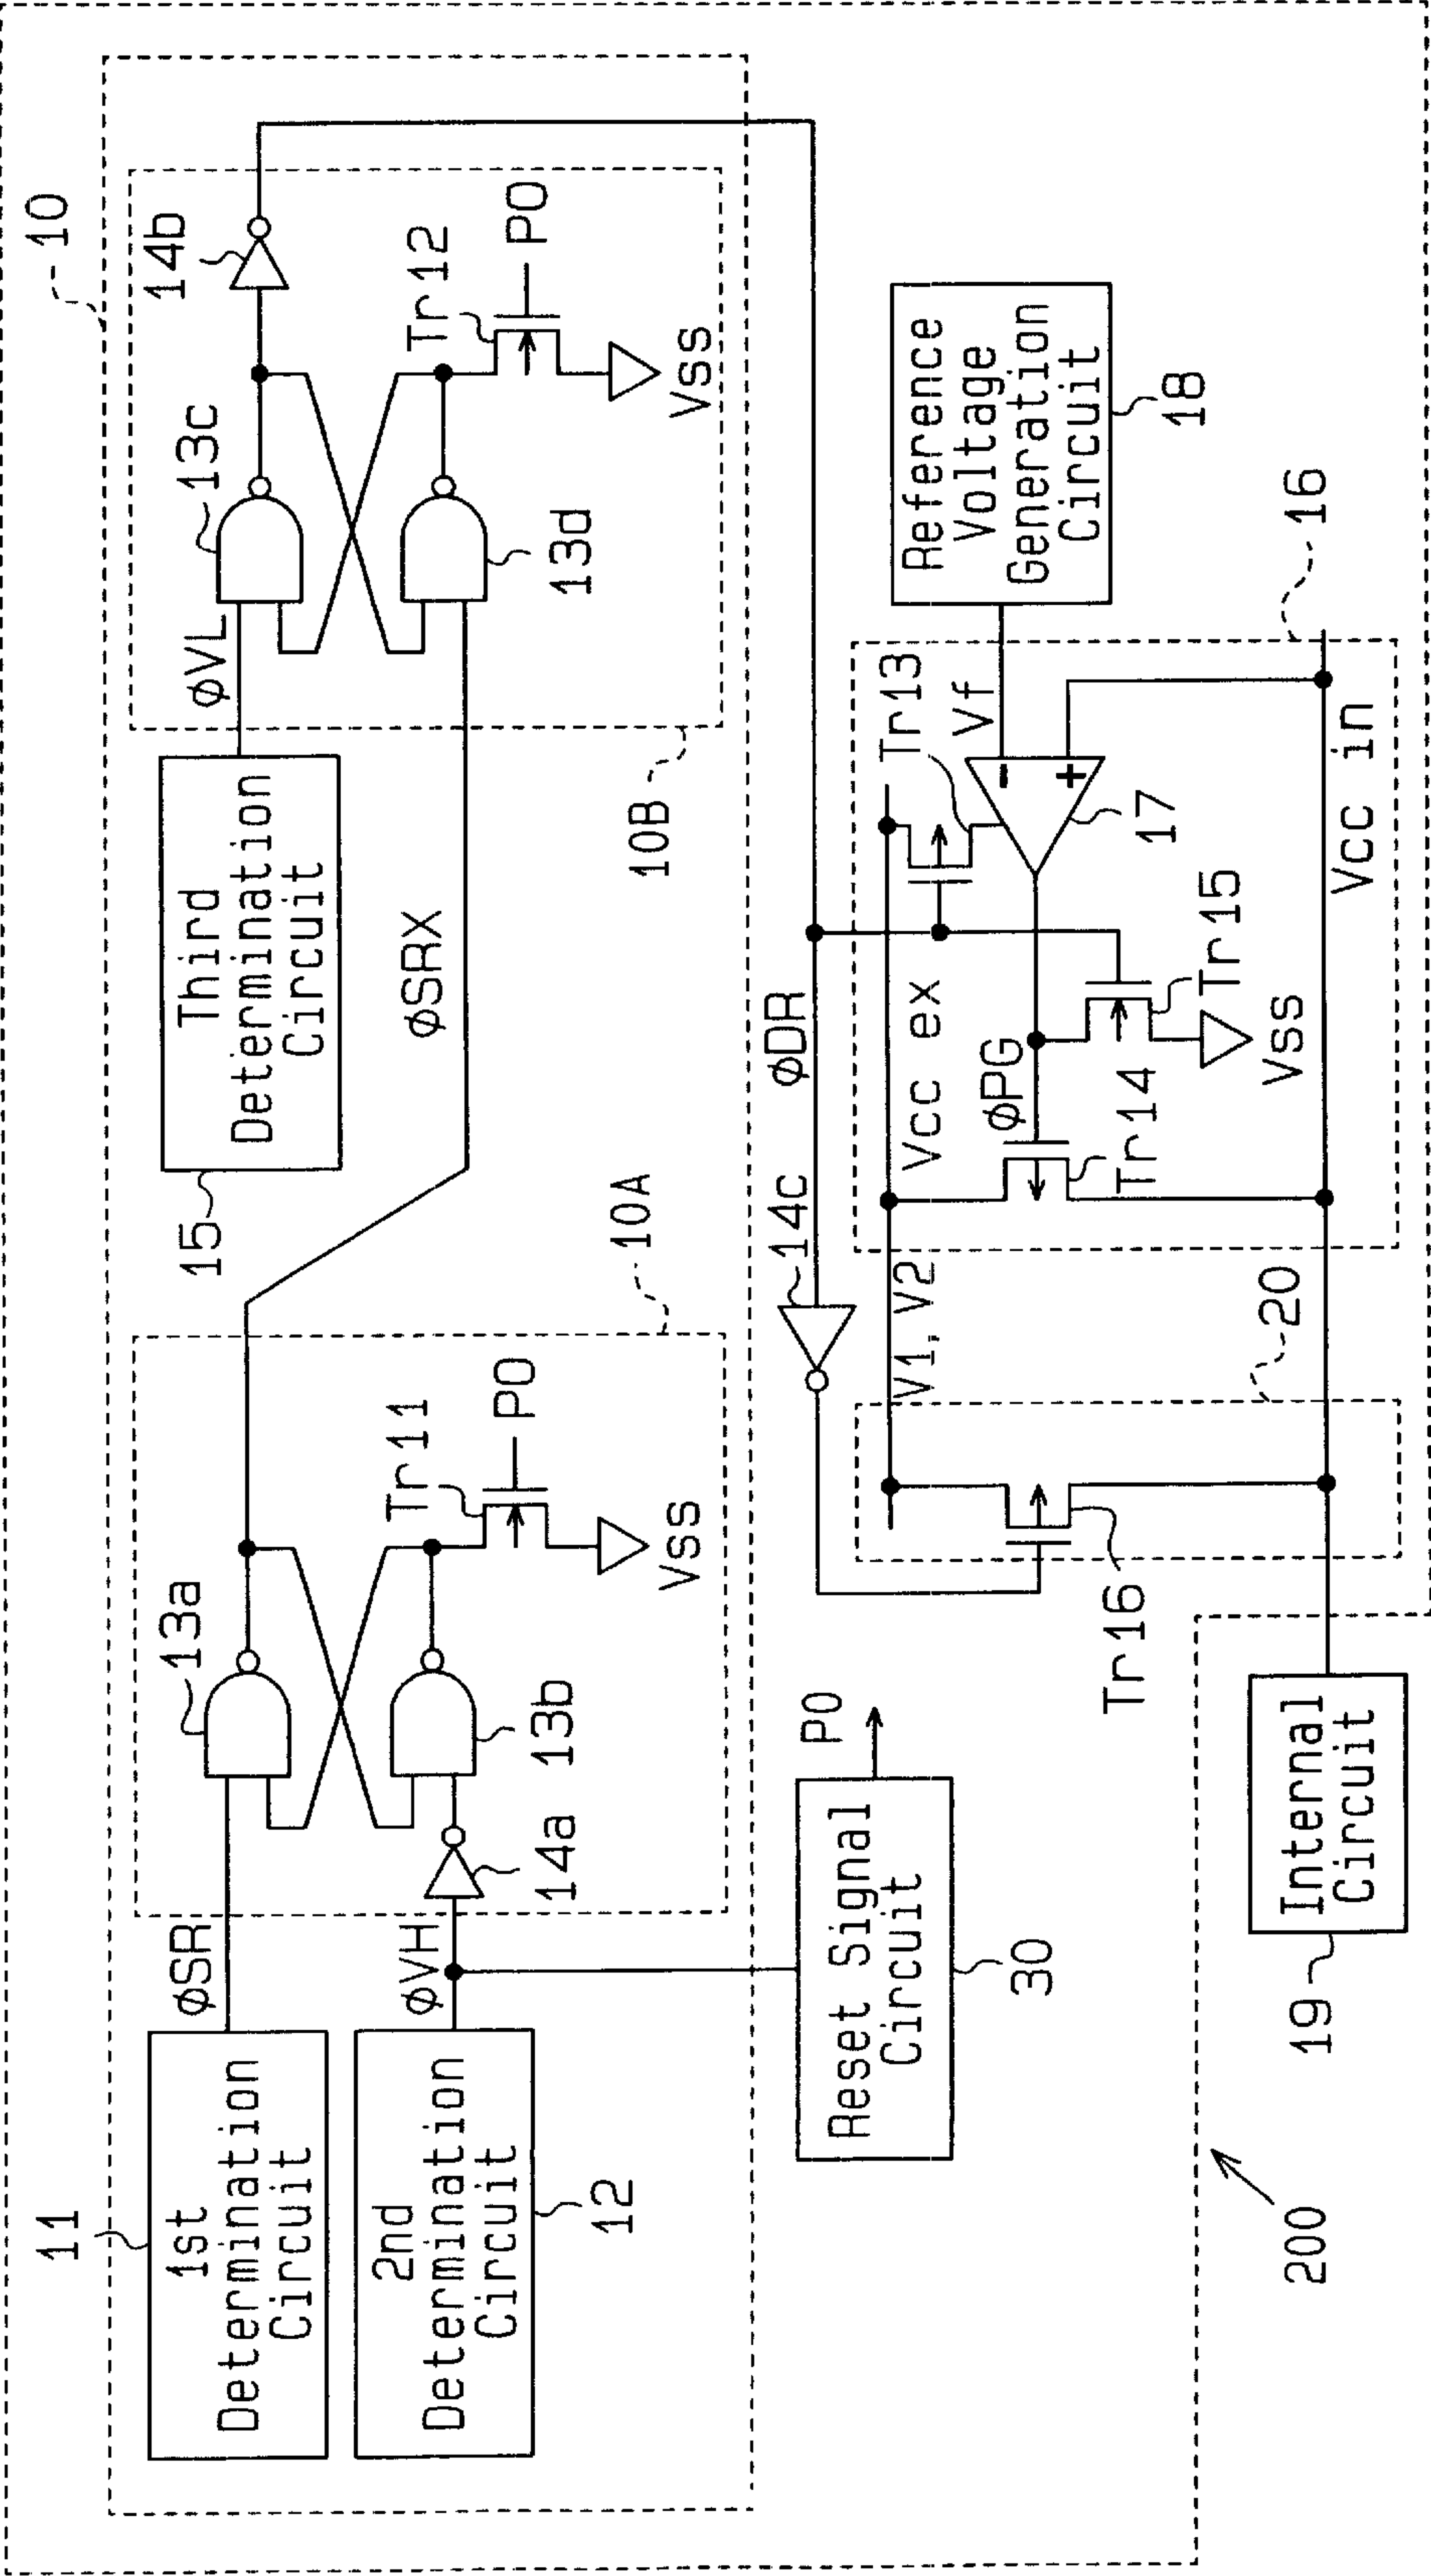 10
11
1st
Determination
Circuit
φSR
13a
2nd
Determination
Circuit
12
φVH
14a
13b
Tr11
P0
Vss
10A
15
Third
Determination
Circuit
φSRX
φVL
13c
14b
13d
Tr12
P0
Vss
10B
Reset Signal
Circuit
30
P0
14c
φDR
Tr16
20
V1, V2
Vcc ex
φPG
Tr14
Tr15
Vss
Tr13
Vf
17
Vcc in
16
Reference
Voltage
Generation
Circuit
18
Internal
Circuit
19
200